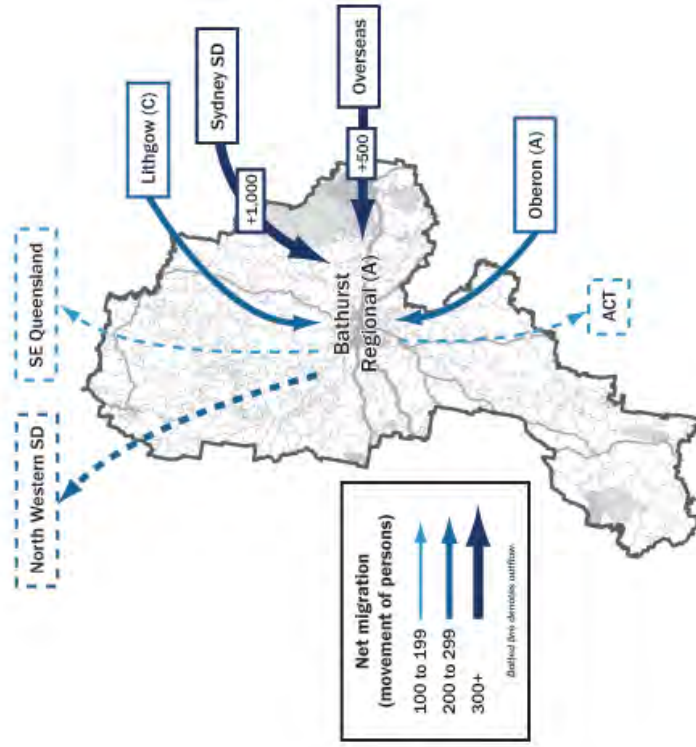 North Western SD
SE Queensland
Lithgow (C)
Sydney SD
+1,000
Overseas
+500
Bathurst
Regional (A)
Oberon (A)
ACT
Net migration
(movement of persons)
100 to 199
200 to 299
300+
Dotted line denotes outflow.